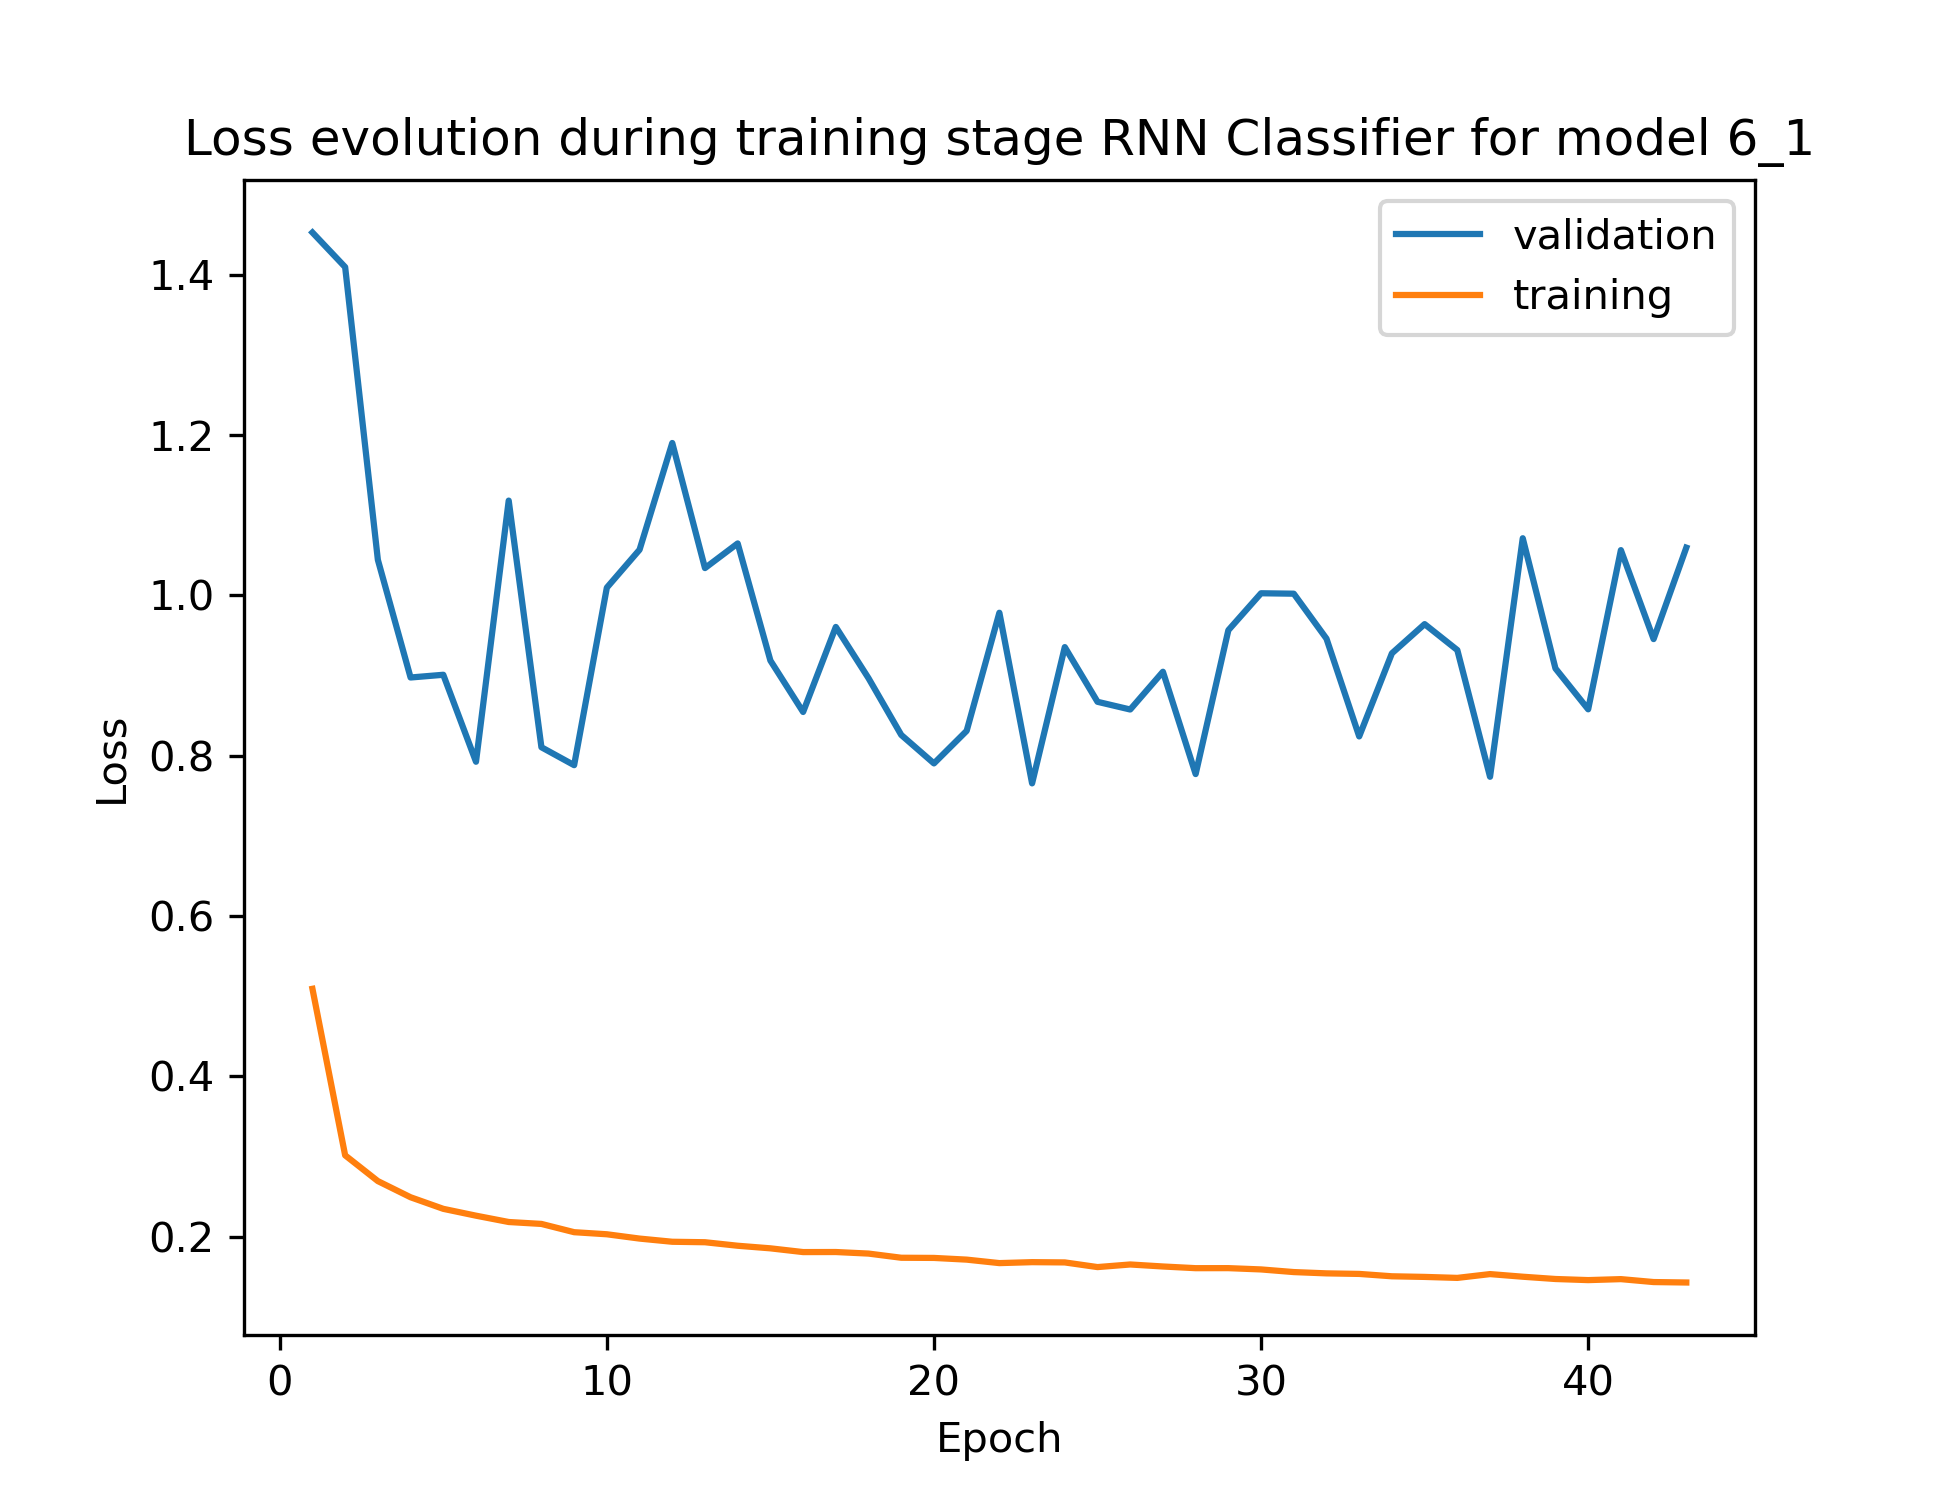 Loss evolution during training stage RNN Classifier for model 6_1
validation
training
1.4
1.2
1.0
0.8
0.6
0.4
0.2
Loss
0 10 20 30 40
Epoch